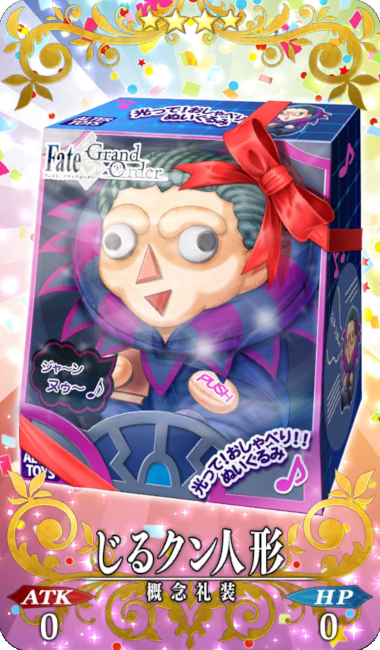 光って!おしゃべり
ぬいぐるみ
Fate
Grand
Order
ジャ〜ン
ヌゥ〜♪
PUSH
光って!おしゃべり!!
ぬいぐるみ
TOYS
じるクン人形
概念礼装
ATK
HP
0
0